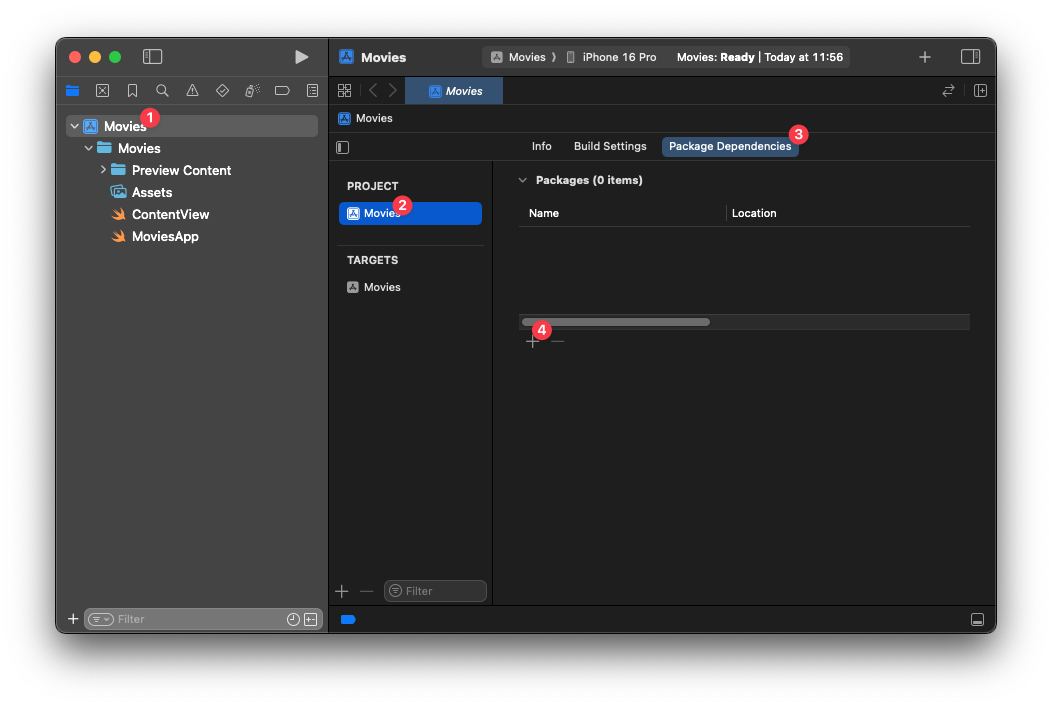 Movies
Movies
iPhone 16 Pro
Movies: Ready | Today at 11:56
Movies
Movies
Movies 1
Movies
Preview Content
Assets
ContentView
MoviesApp
Info
Build Settings
Package Dependencies 3
PROJECT
Movies 2
TARGETS
Movies
Packages (0 items)
Name
Location
4
Filter
Filter